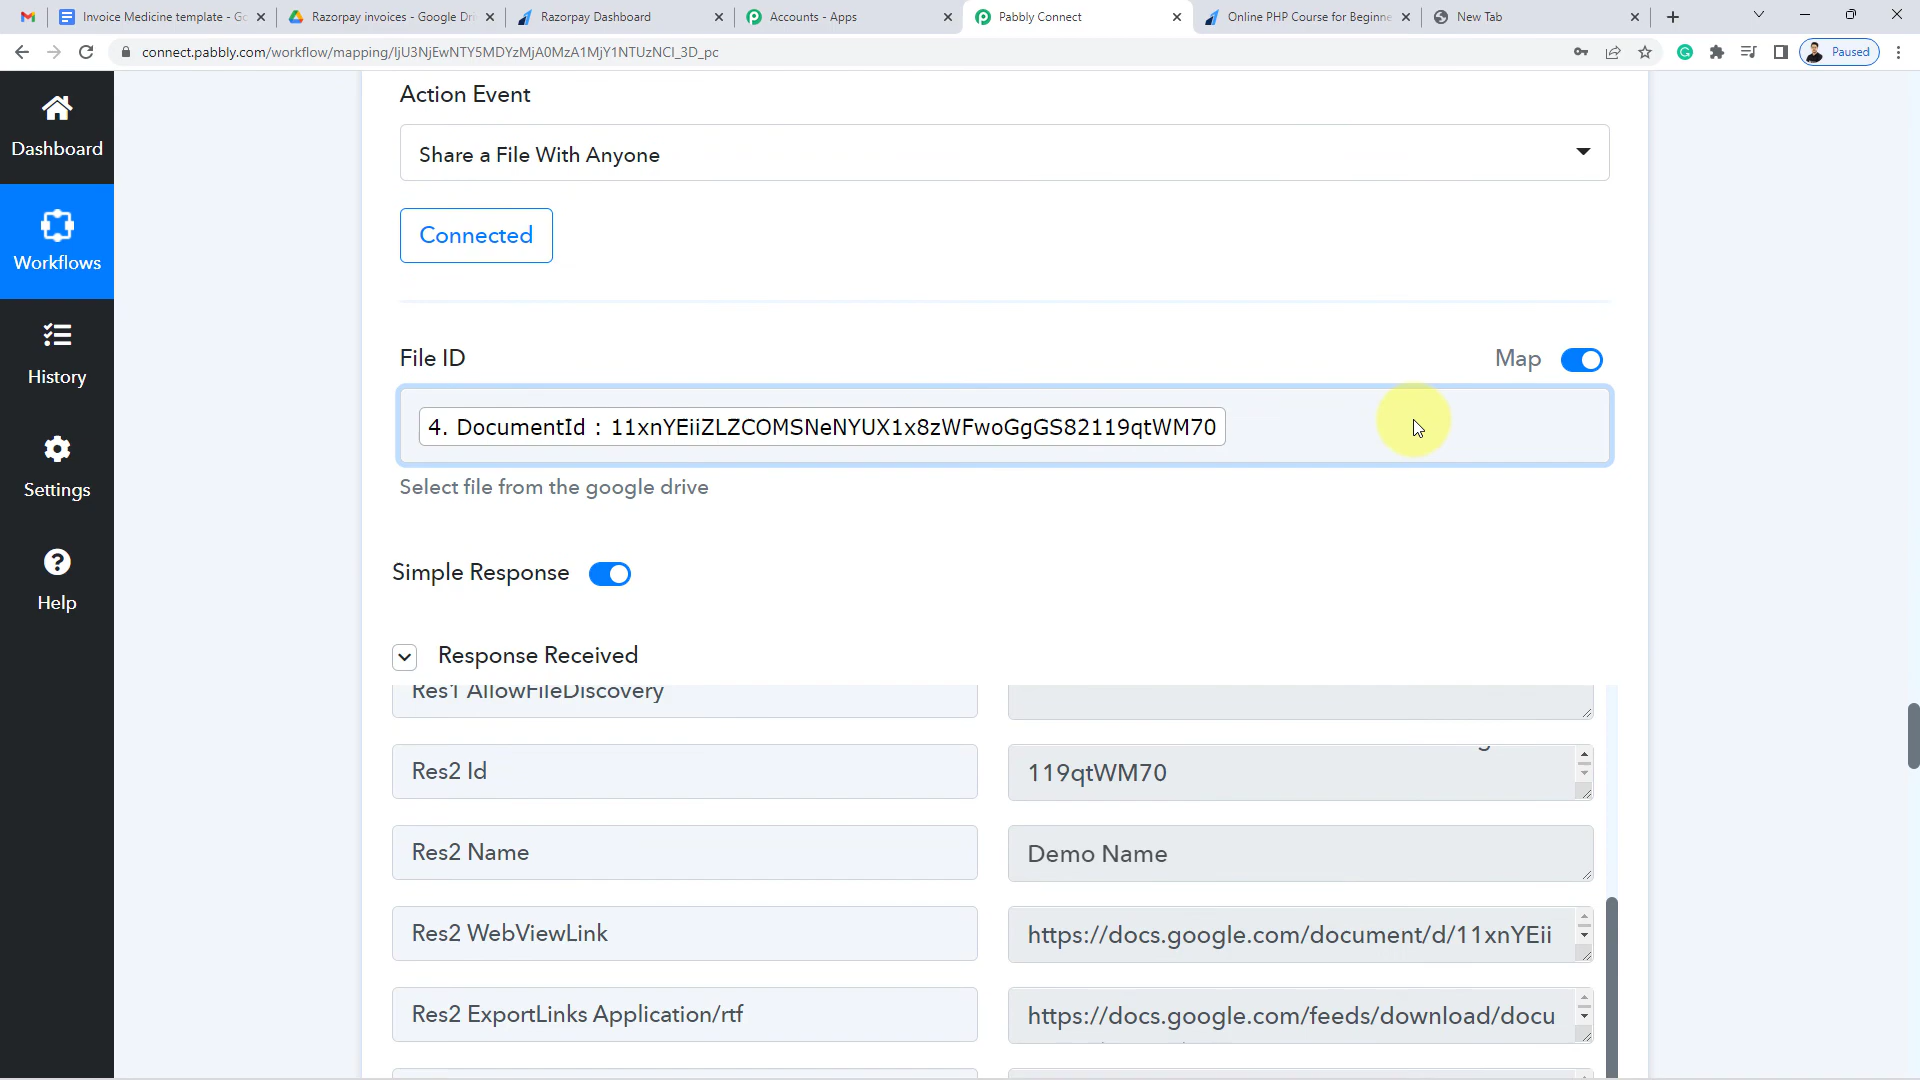 Invoice Medicine template - Go
Razorpay invoices - Google Dri
Razorpay Dashboard
Accounts - Apps
Pabbly Connect
Online PHP Course for Beginne
New Tab
connect.pabbly.com/workflow/mapping/IjU3NjEwNTY5MDYzMjA0MzA1MjY1NTUzNCI_3D_pc
Paused
Dashboard
Workflows
History
Settings
Help
Action Event
Share a File With Anyone
Connected
File ID
Map
4. DocumentId : 11xnYEiiZLZCOMSNeNYUX1x8zWFwoGgGS82119qtWM70
Select file from the google drive
Simple Response
Response Received
Res1 AllowFileDiscovery
Res2 Id
119qtWM70
Res2 Name
Demo Name
Res2 WebViewLink
https://docs.google.com/document/d/11xnYEii
Res2 ExportLinks Application/rtf
https://docs.google.com/feeds/download/docu